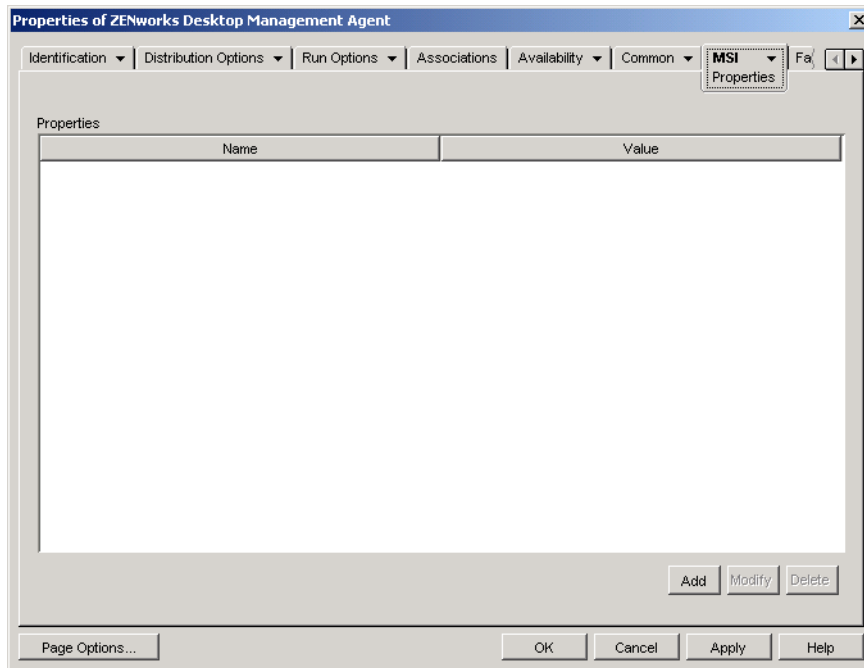 Properties of ZENworks Desktop Management Agent
Identification
Distribution Options
Run Options
Associations
Availability
Common
MSI
Properties
Properties
Name
Value
Add
Modify
Delete
Page Options...
OK
Cancel
Apply
Help